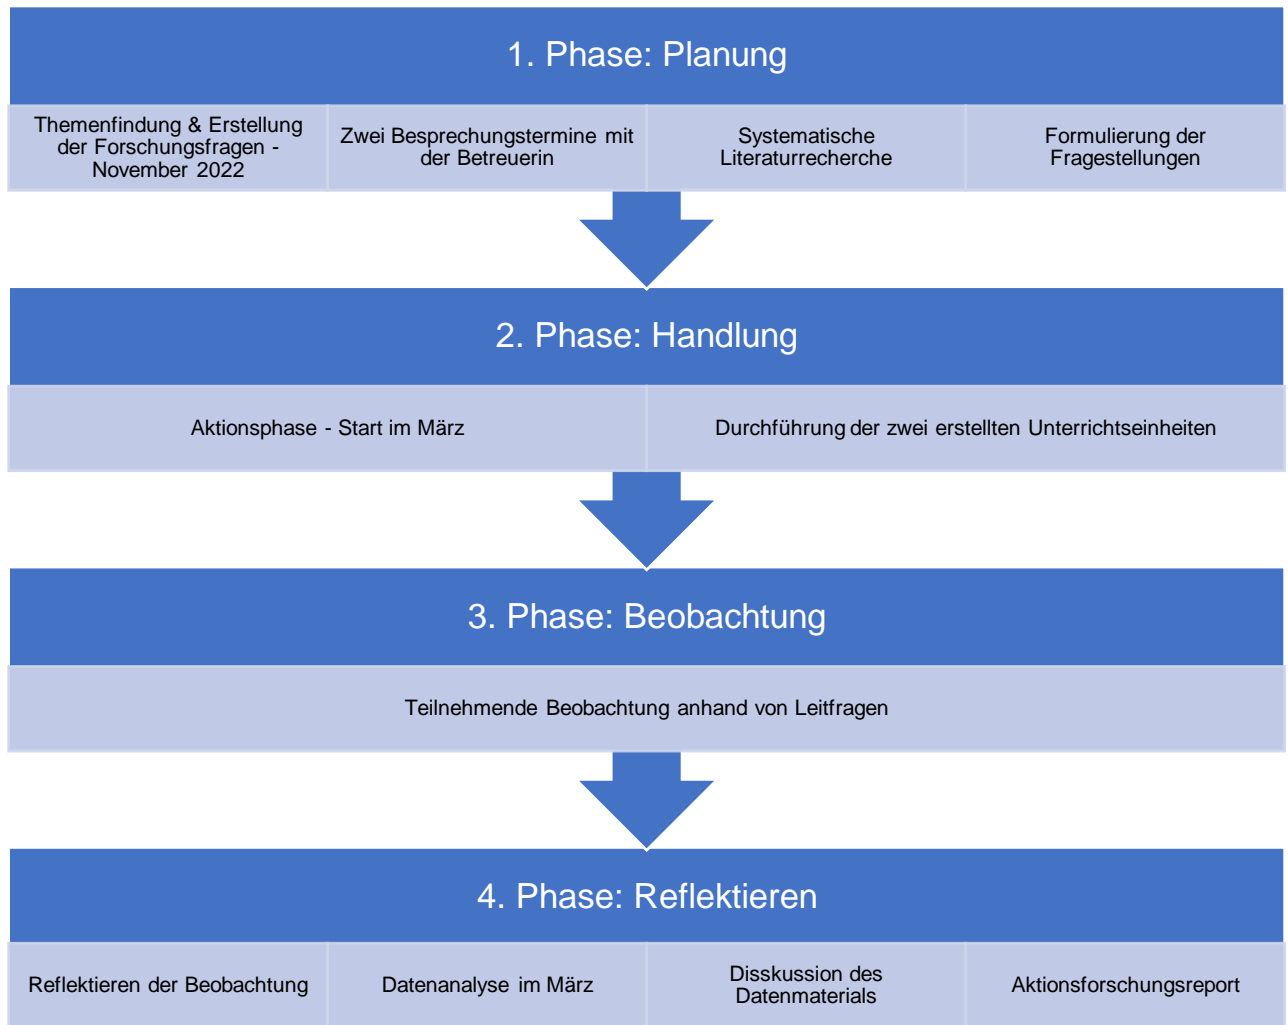 1. Phase: Planung
Themenfindung & Erstellung
der Forschungsfragen -
November 2022
Zwei Besprechungstermine mit
der Betreuerin
Systematische
Literaturrecherche
Formulierung der
Fragestellungen
2. Phase: Handlung
Aktionsphase - Start im März
Durchführung der zwei erstellten Unterrichtseinheiten
3. Phase: Beobachtung
Teilnehmende Beobachtung anhand von Leitfragen
4. Phase: Reflektieren
Reflektieren der Beobachtung
Datenanalyse im März
Disskussion des
Datenmaterials
Aktionsforschungsreport